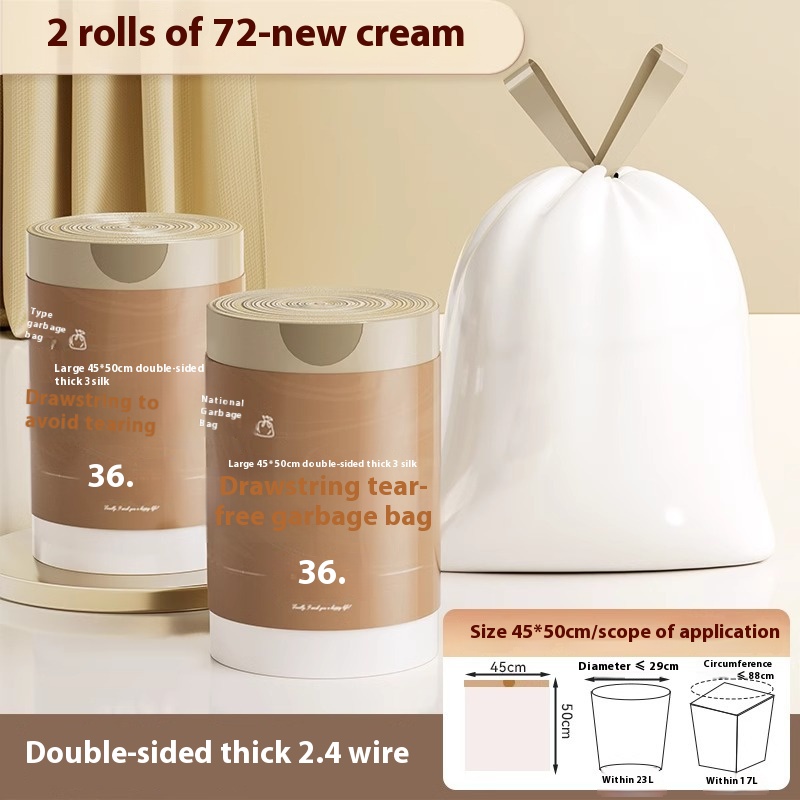 2 rolls of 72-new cream
Type
garbage
bag
Large 45*50cm double-sided
thick 3 silk
Drawstring to
avoid tearing
36.
National
Garbage
Bag
Large 45*50cm double-sided thick 3 silk
Drawstring tear-
free garbage bag
36.
Size 45*50cm/scope of application
45cm
50cm
Diameter ⩽ 29cm
Within 23L
Circumference
⩽ 88cm
Within 17L
Double-sided thick 2.4 wire